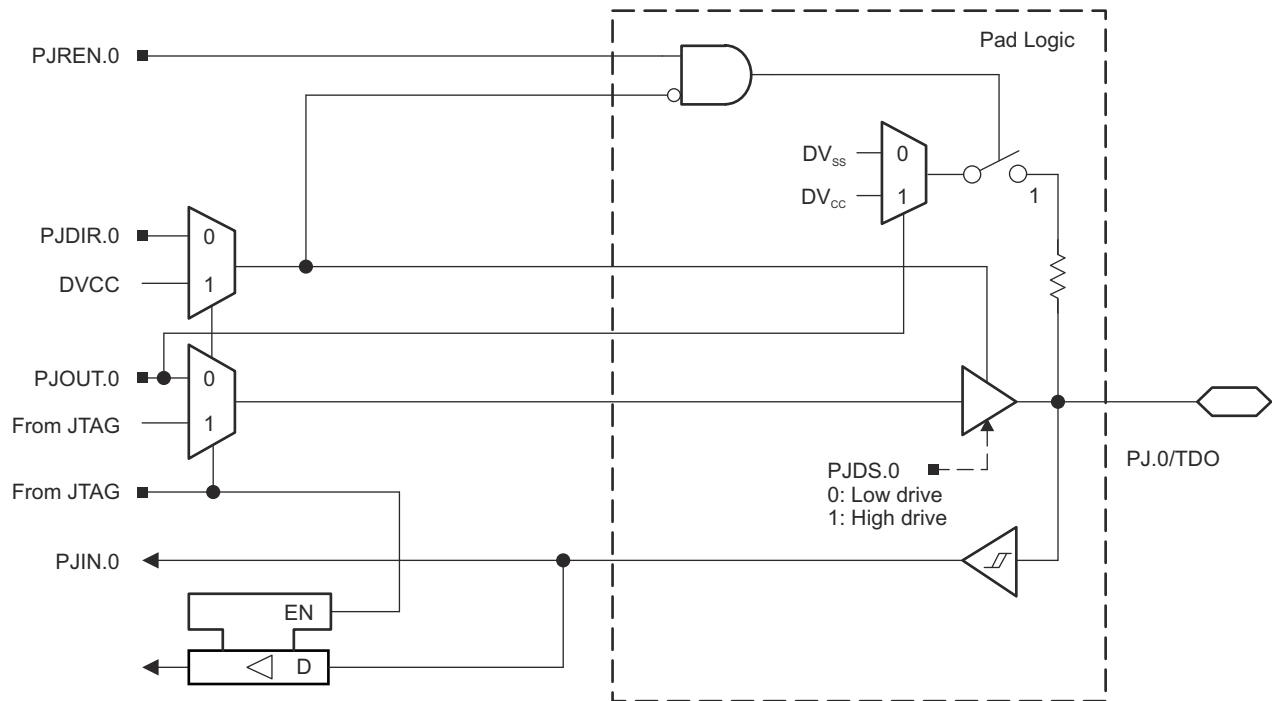 Pad Logic
PJREN.0
DVss
0
DVcc
1
1
PJDIR.0
0
DVCC
1
PJOUT.0
0
From JTAG
1
PJ.0/TDO
PJDS.0
0: Low drive
1: High drive
From JTAG
PJIN.0
EN
D